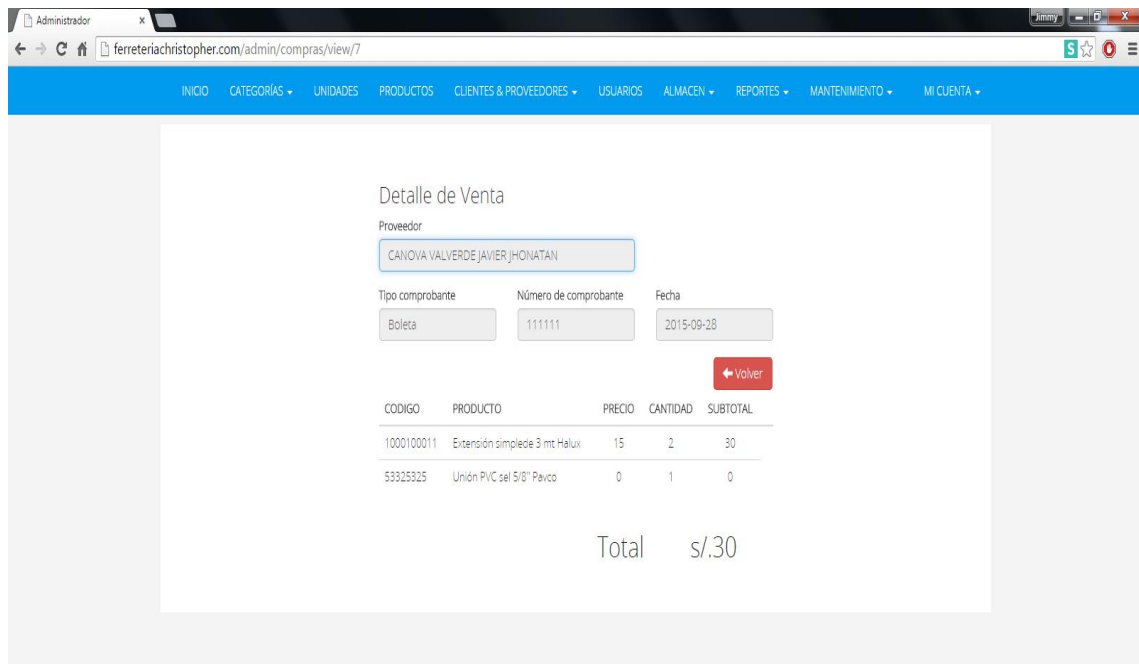 Administrador
Jimmy
ferreteriachristopher.com/admin/compras/view/7
S
INICIO CATEGORÍAS UNIDADES PRODUCTOS CLIENTES & PROVEEDORES USUARIOS ALMACEN REPORTES MANTENIMIENTO MI CUENTA
Detalle de Venta
Proveedor
CANOVA VALVERDE JAVIER JHONATAN
Tipo comprobante Número de comprobante Fecha
Boleta 111111 2015-09-28
Volver
CODIGO PRODUCTO PRECIO CANTIDAD SUBTOTAL
1000100011 Extensión simplede 3 mt Halux 15 2 30
53325325 Unión PVC sel 5/8" Pavco 0 1 0
Total s/.30